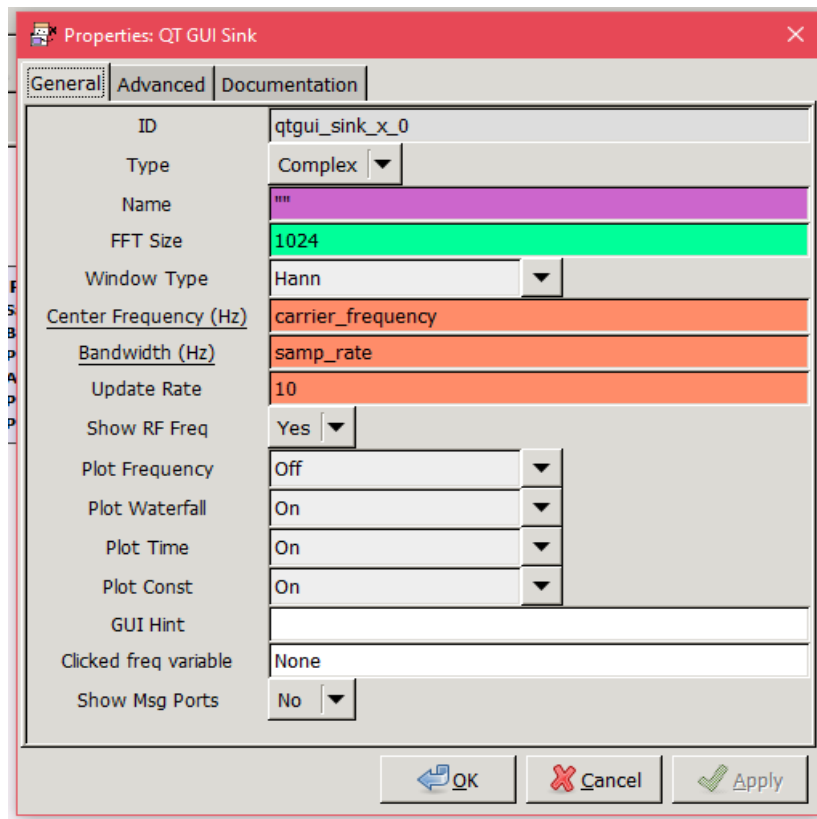 Properties: QT GUI Sink
General Advanced Documentation
ID qtgui_sink_x_0
Type Complex
Name ""
FFT Size 1024
Window Type Hann
Center Frequency (Hz) carrier_frequency
Bandwidth (Hz) samp_rate
Update Rate 10
Show RF Freq Yes
Plot Frequency Off
Plot Waterfall On
Plot Time On
Plot Const On
GUI Hint
Clicked freq variable None
Show Msg Ports No
OK Cancel Apply